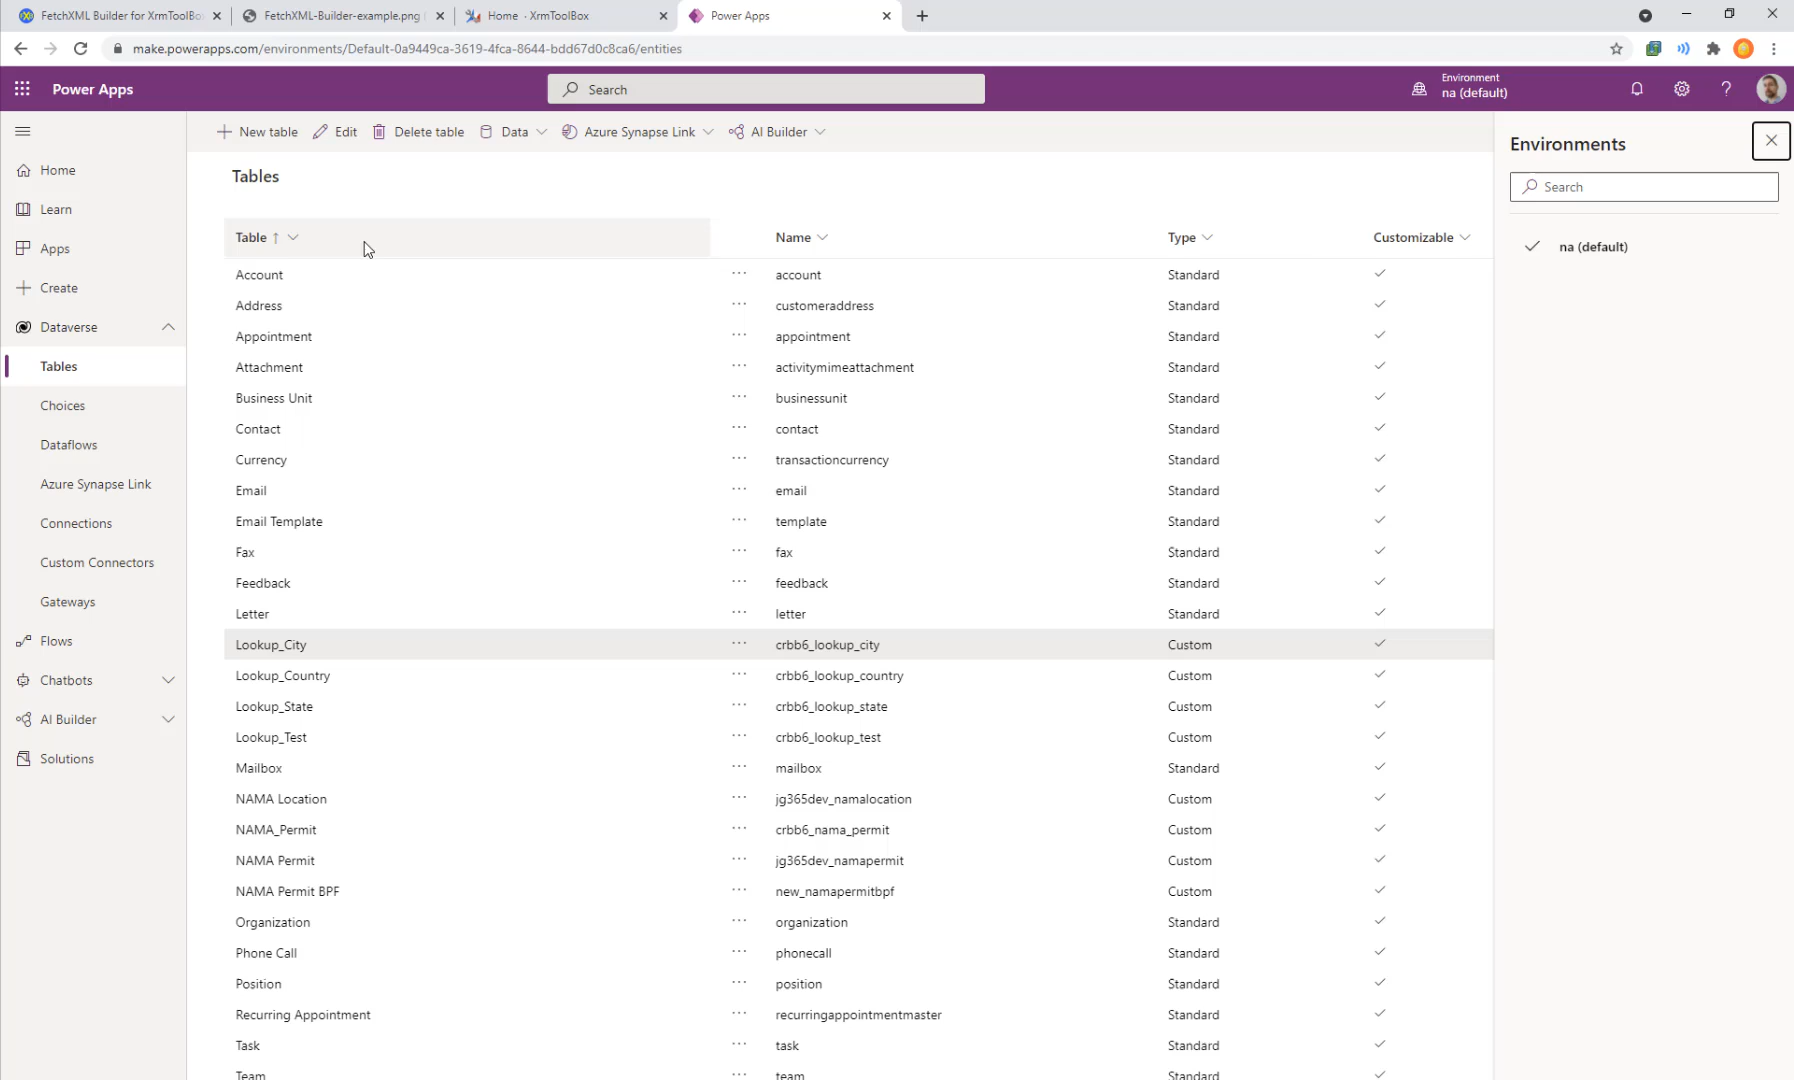 FetchXML Builder for XrmToolBox
FetchXML-Builder-example.png
Home · XrmToolBox
Power Apps
make.powerapps.com/environments/Default-0a9449ca-3619-4fca-8644-bdd67d0c8ca6/entities
Power Apps
Search
Environment
na (default)
?
New table
Edit
Delete table
Data
Azure Synapse Link
AI Builder
Home
Learn
Apps
Create
Dataverse
Tables
Choices
Dataflows
Azure Synapse Link
Connections
Custom Connectors
Gateways
Flows
Chatbots
AI Builder
Solutions
Tables
Table ↑ Name Type Customizable
Account ··· account Standard
Address ··· customeraddress Standard
Appointment ··· appointment Standard
Attachment ··· activitymimeattachment Standard
Business Unit ··· businessunit Standard
Contact ··· contact Standard
Currency ··· transactioncurrency Standard
Email ··· email Standard
Email Template ··· template Standard
Fax ··· fax Standard
Feedback ··· feedback Standard
Letter ··· letter Standard
Lookup_City ··· crbb6_lookup_city Custom
Lookup_Country ··· crbb6_lookup_country Custom
Lookup_State ··· crbb6_lookup_state Custom
Lookup_Test ··· crbb6_lookup_test Custom
Mailbox ··· mailbox Standard
NAMA Location ··· jg365dev_namalocation Custom
NAMA_Permit ··· crbb6_nama_permit Custom
NAMA Permit ··· jg365dev_namapermit Custom
NAMA Permit BPF ··· new_namapermitbpf Custom
Organization ··· organization Standard
Phone Call ··· phonecall Standard
Position ··· position Standard
Recurring Appointment ··· recurringappointmentmaster Standard
Task ··· task Standard
Team ··· team Standard
Environments
Search
na (default)